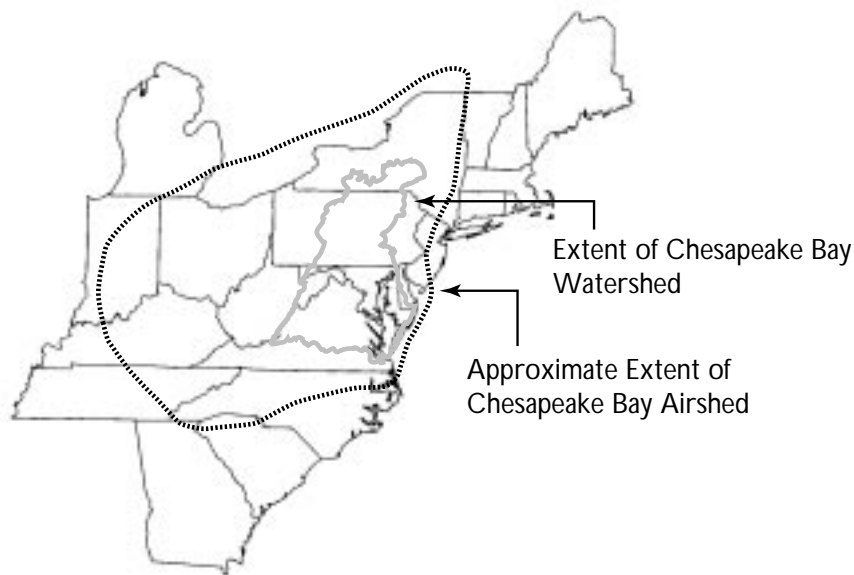 Extent of Chesapeake Bay
Watershed
Approximate Extent of
Chesapeake Bay Airshed